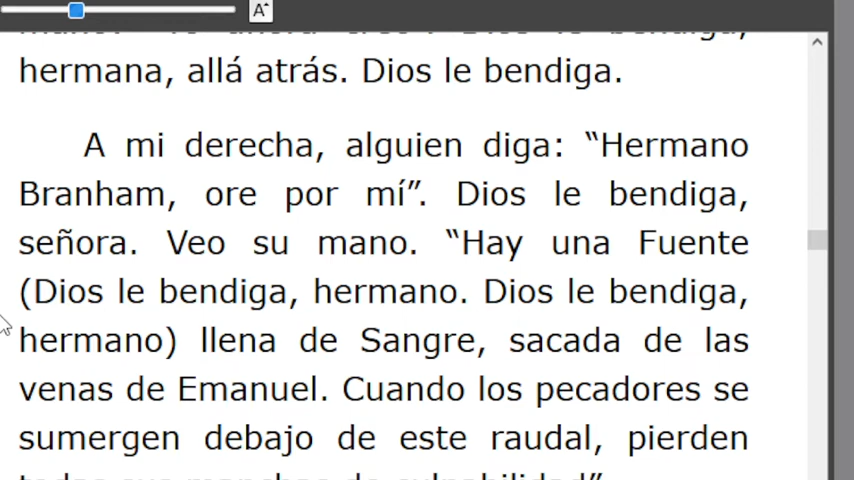 A
hermana, allá atrás. Dios le bendiga.
A mi derecha, alguien diga: “Hermano
Branham, ore por mí”. Dios le bendiga,
señora. Veo su mano. “Hay una Fuente
(Dios le bendiga, hermano. Dios le bendiga,
hermano) llena de Sangre, sacada de las
venas de Emanuel. Cuando los pecadores se
sumergen debajo de este raudal, pierden